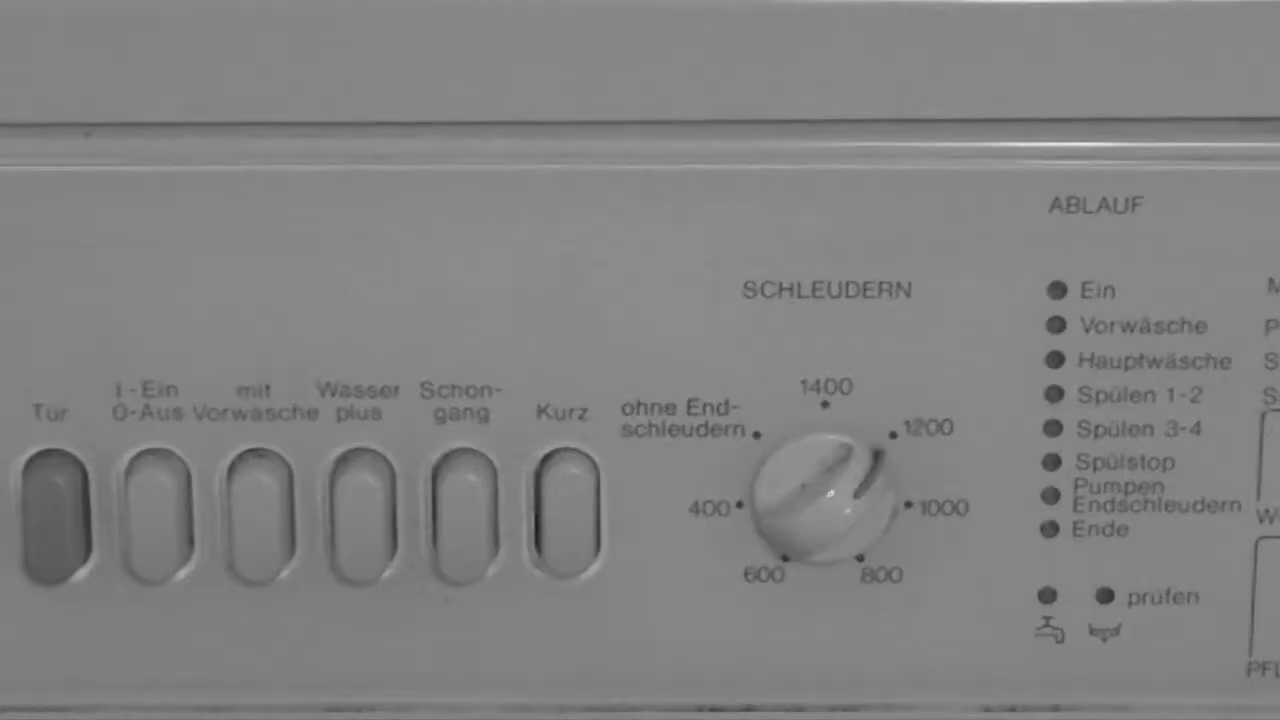 ABLAUF
SCHLEUDERN
Ein
Vorwäsche
Hauptwäsche
Spülen 1-2
Spülen 3-4
Spülstop
Pumpen
Endschleudern
Ende
prüfen
Tür
I-Ein
0-Aus
mit
Vorwäsche
Wasser
plus
Schon-
gang
Kurz
ohne End-
schleudern
1400
1200
1000
800
600
400